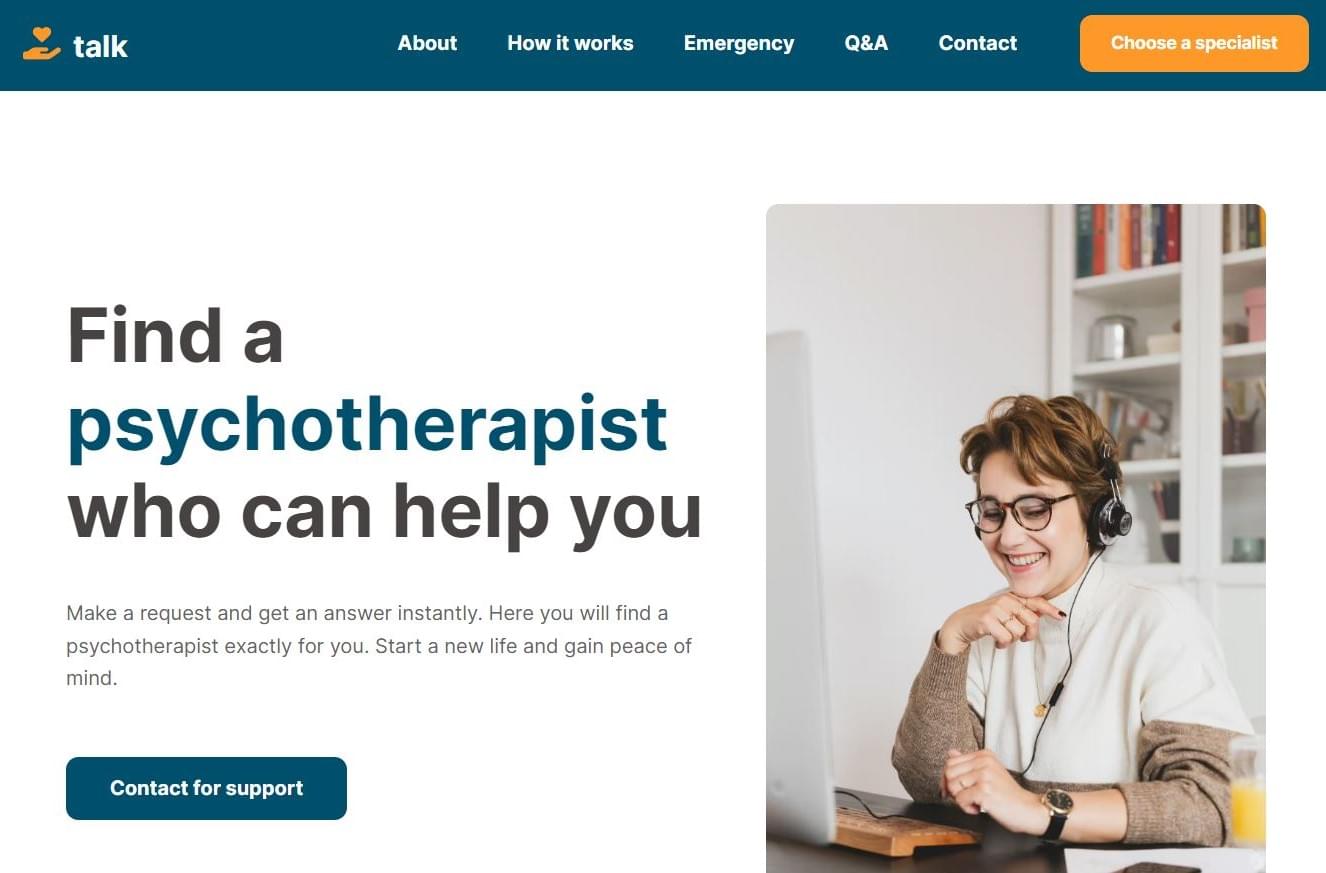 talk
About
How it works
Emergency
Q&A
Contact
Choose a specialist
Find a
psychotherapist
who can help you
Make a request and get an answer instantly. Here you will find a
psychotherapist exactly for you. Start a new life and gain peace of
mind.
Contact for support